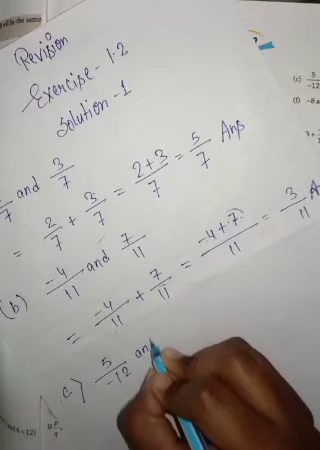 Revision
Exercise - 1.2
Solution - 1
/7 and 3/7
= 2/7 + 3/7 = 2+3/7 = 5/7 Ans
(b) -4/11 and 7/11
= -4/11 + 7/11 = -4+7/11 = 3/11 A
c) 5/-12 an
(c) 5/-12
(f) -8